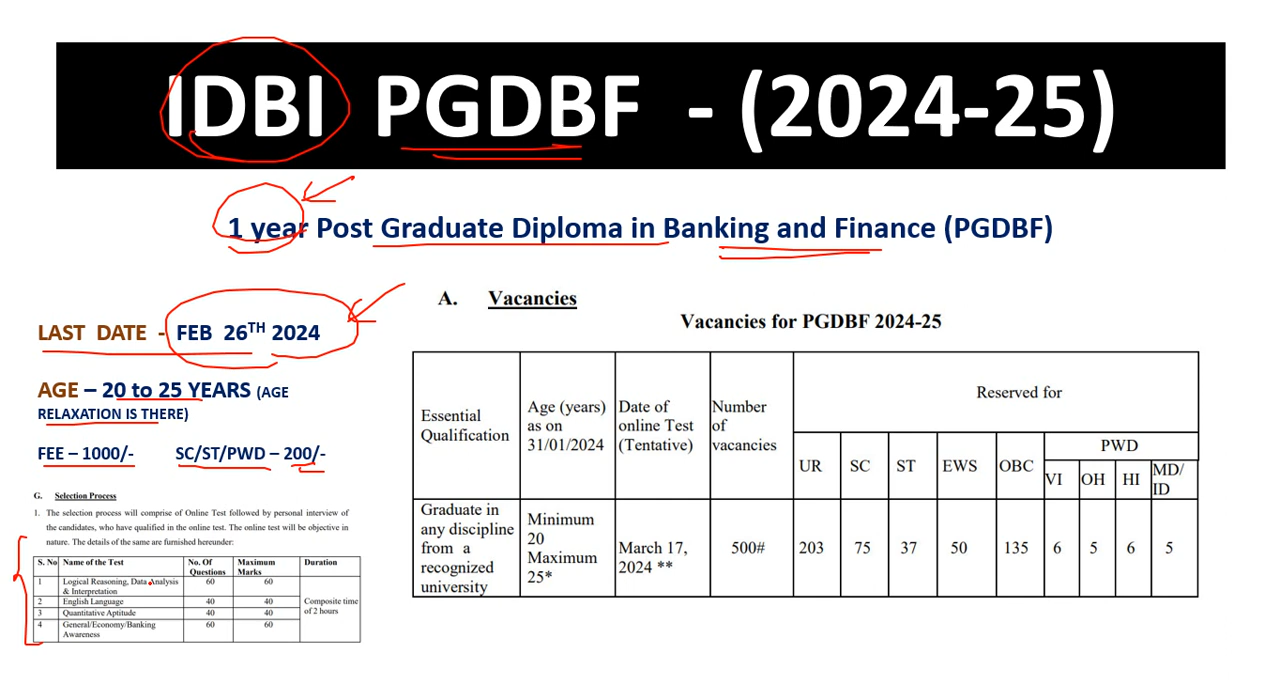 IDBI PGDBF - (2024-25)
1 year Post Graduate Diploma in Banking and Finance (PGDBF)
LAST DATE - FEB 26TH 2024
AGE – 20 to 25 YEARS (AGE
RELAXATION IS THERE)
FEE – 1000/- SC/ST/PWD – 200/-
G. Selection Process
1. The selection process will comprise of Online Test followed by personal interview of
the candidates, who have qualified in the online test. The online test will be objective in
nature. The details of the same are furnished hereunder:
S. No Name of the Test No. Of Questions Maximum Marks Duration
1 Logical Reasoning, Data Analysis & Interpretation 60 60 Composite time of 2 hours
2 English Language 40 40
3 Quantitative Aptitude 40 40
4 General/Economy/Banking Awareness 60 60
A. Vacancies
Vacancies for PGDBF 2024-25
Essential Qualification
Age (years) as on 31/01/2024
Date of online Test (Tentative)
Number of vacancies
Reserved for
UR SC ST EWS OBC PWD
VI OH HI MD/ID
Graduate in any discipline from a recognized university
Minimum 20 Maximum 25*
March 17, 2024 **
500# 203 75 37 50 135 6 5 6 5